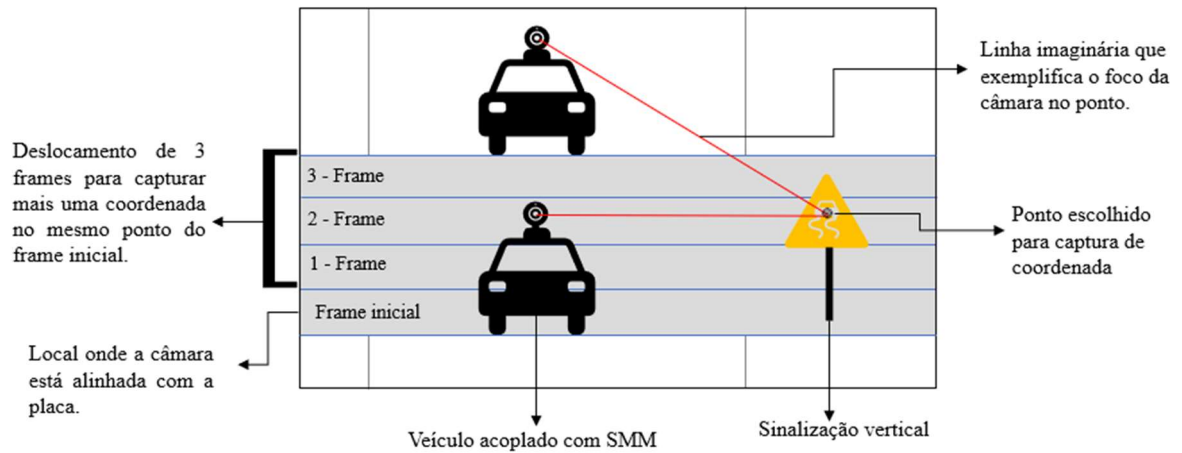 Linha imaginária que
exemplifica o foco da
câmara no ponto.
Deslocamento de 3
frames para capturar
mais uma coordenada
no mesmo ponto do
frame inicial.
3 - Frame
2 - Frame
1 - Frame
Frame inicial
Ponto escolhido
para captura de
coordenada
Local onde a câmara
está alinhada com a
placa.
Veículo acoplado com SMM
Sinalização vertical